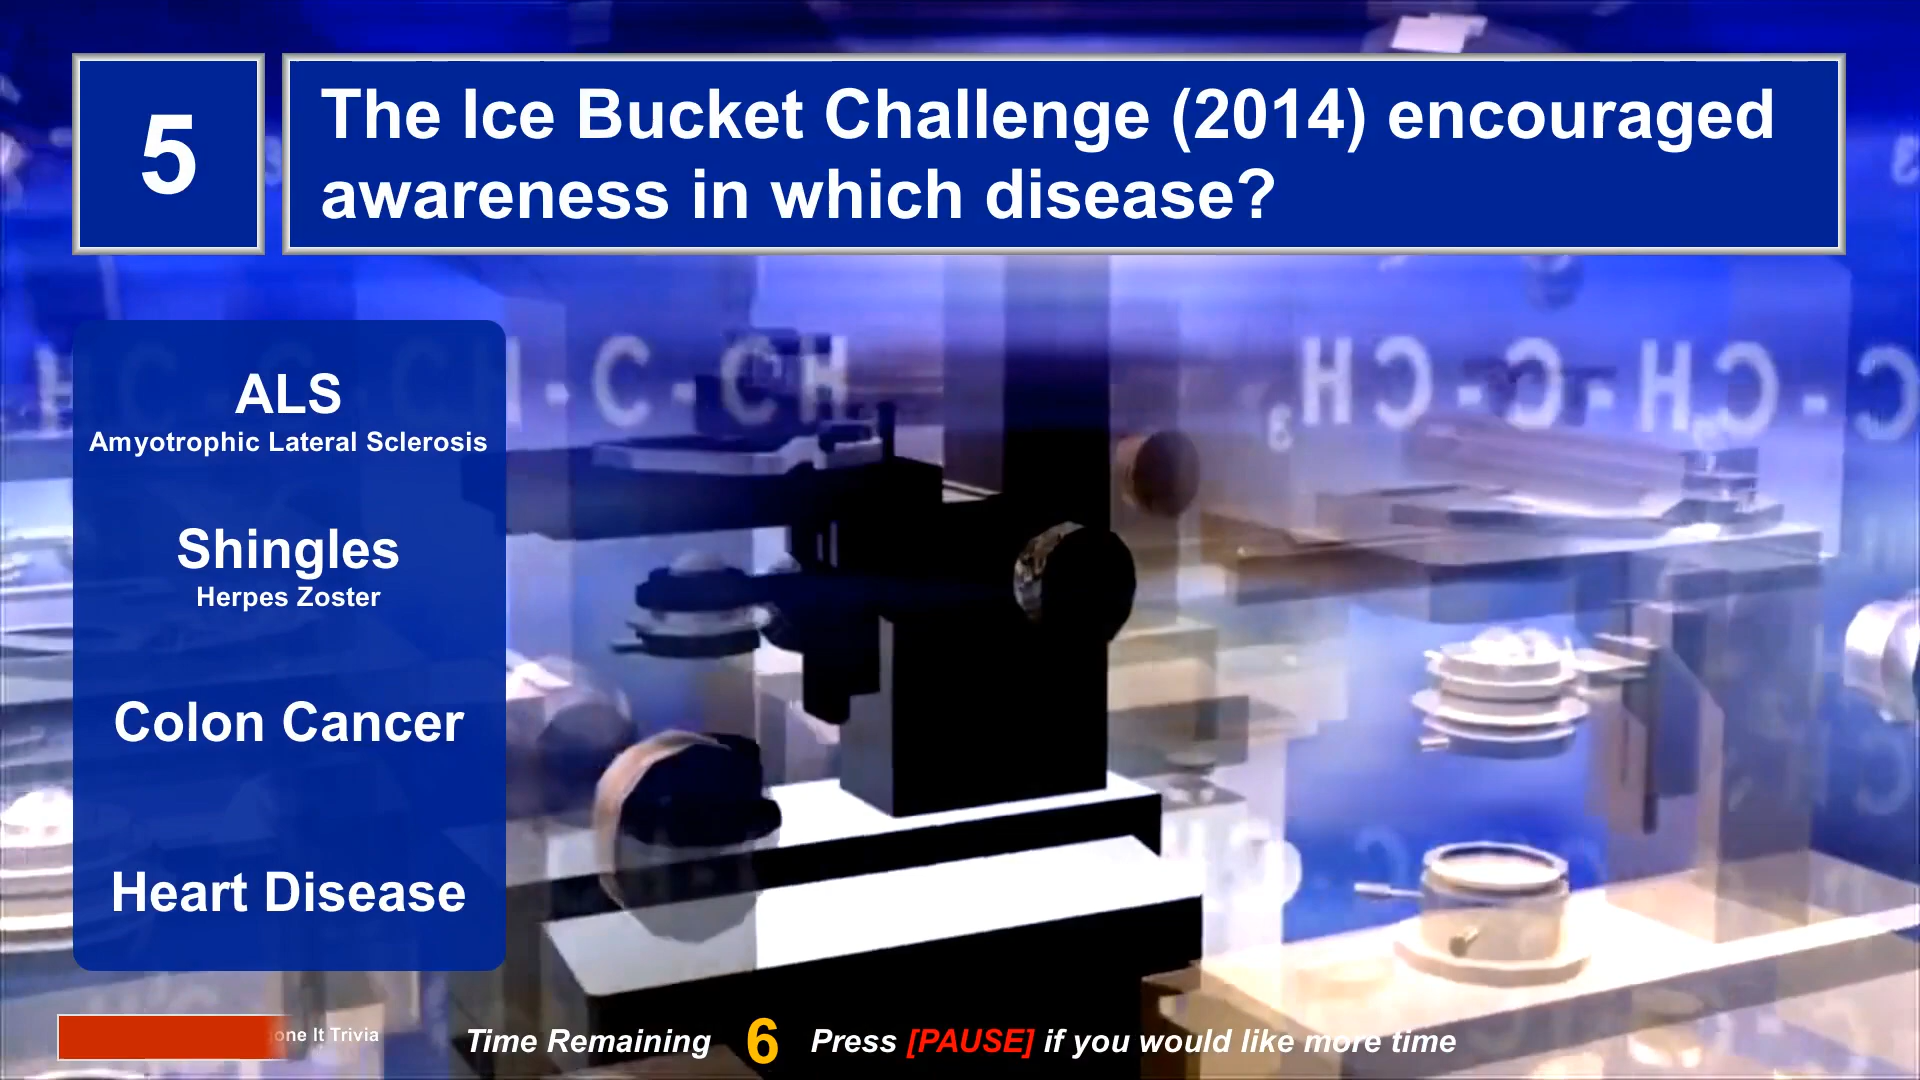 5
The Ice Bucket Challenge (2014) encouraged
awareness in which disease?
ALS
Amyotrophic Lateral Sclerosis
Shingles
Herpes Zoster
Colon Cancer
Heart Disease
It Trivia
Time Remaining 6 Press [PAUSE] if you would like more time